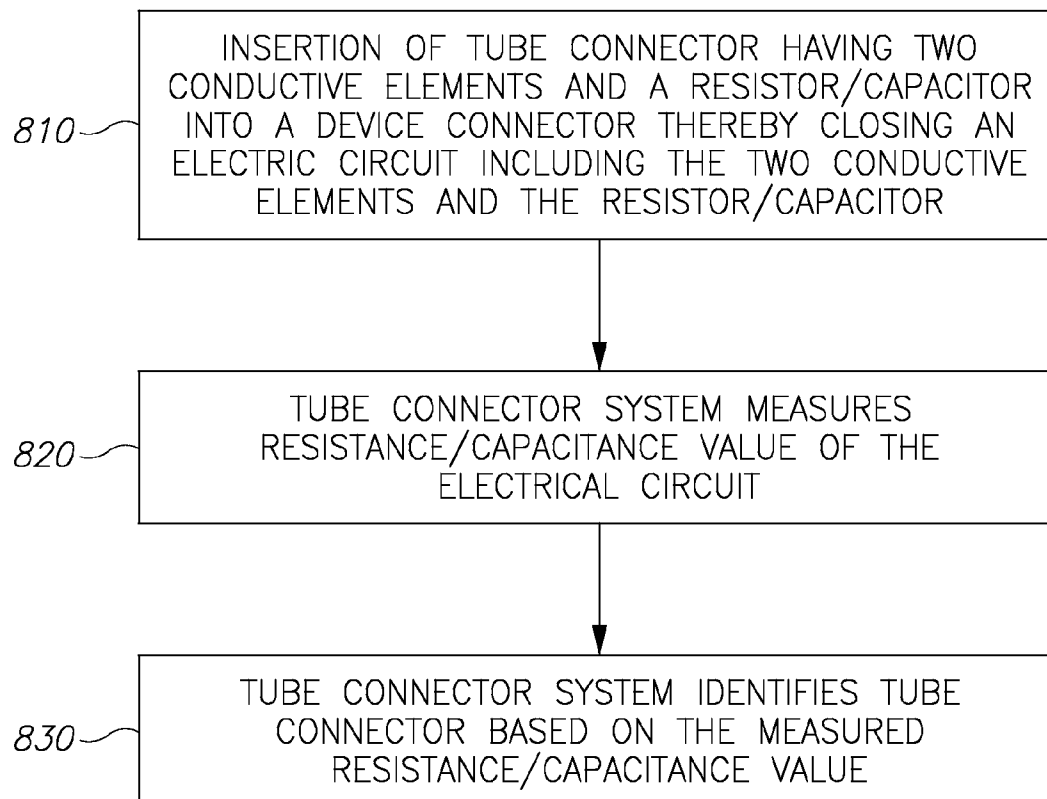 INSERTION OF TUBE CONNECTOR HAVING TWO
CONDUCTIVE ELEMENTS AND A RESISTOR/CAPACITOR
810
INTO A DEVICE CONNECTOR THEREBY CLOSING AN
ELECTRIC CIRCUIT INCLUDING THE TWO CONDUCTIVE
ELEMENTS AND THE RESISTOR/CAPACITOR
TUBE CONNECTOR SYSTEM MEASURES
820
RESISTANCE/CAPACITANCE VALUE OF THE
ELECTRICAL CIRCUIT
TUBE CONNECTOR SYSTEM IDENTIFIES TUBE
830
CONNECTOR BASED ON THE MEASURED
RESISTANCE/CAPACITANCE VALUE